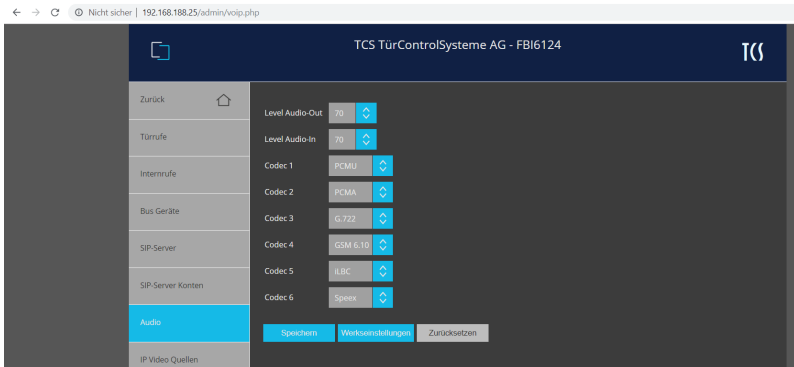 Nicht sicher | 192.168.188.25/admin/voip.php
TCS TürControlSysteme AG - FBI6124
TCS
Zurück
Türrufe
Internrufe
Bus Geräte
SIP-Server
SIP-Server Konten
Audio
IP Video Quellen
Level Audio-Out 70
Level Audio-In 70
Codec 1 PCMU
Codec 2 PCMA
Codec 3 G.722
Codec 4 GSM 6.10
Codec 5 iLBC
Codec 6 Speex
Speichern Werkseinstellungen Zurücksetzen